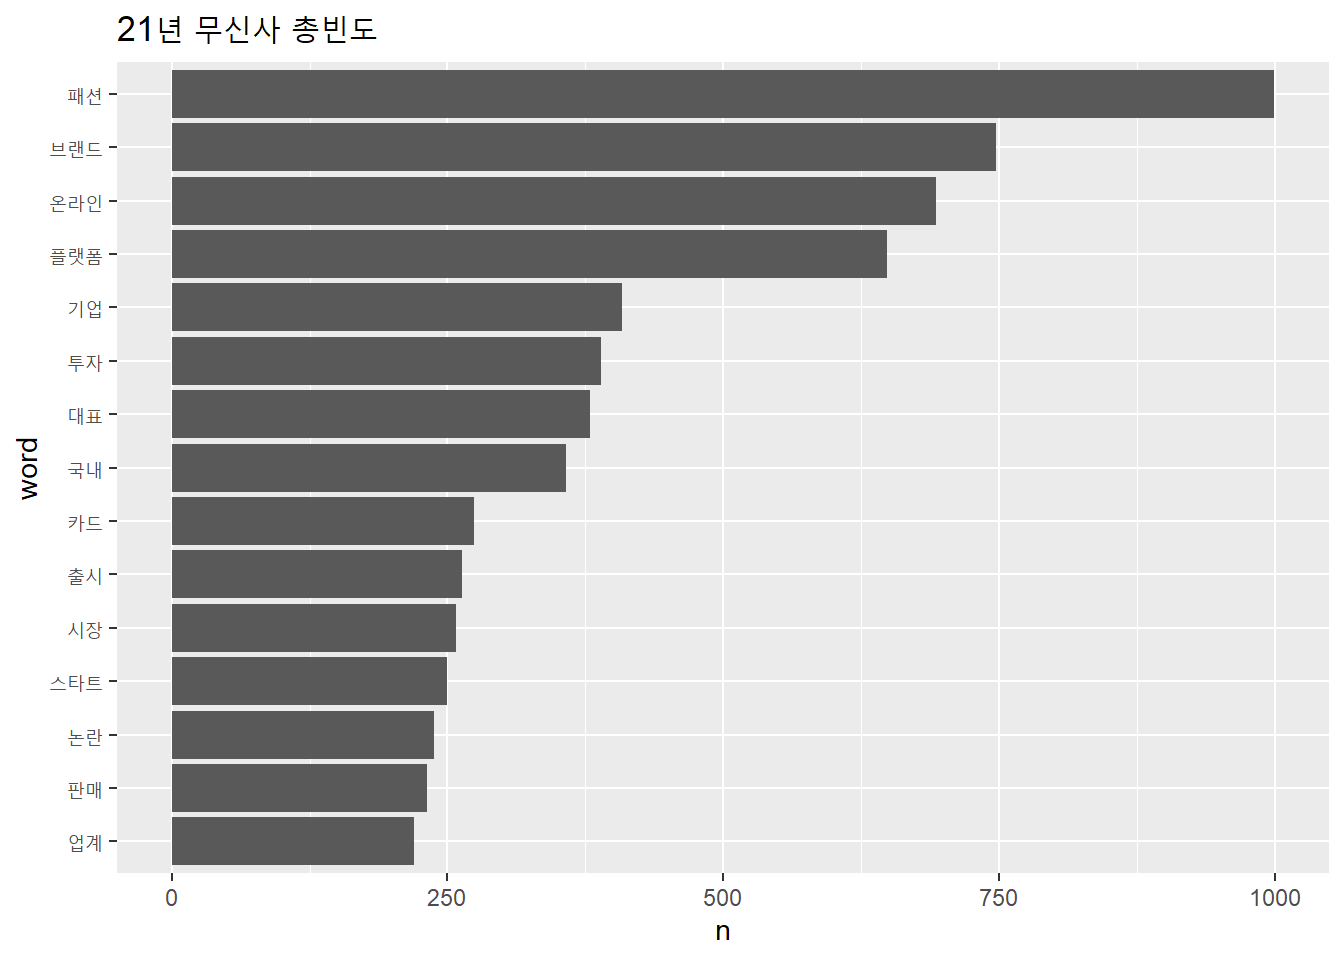 21년 무신사 총빈도
패션
브랜드
온라인
플랫폼
기업
투자
대표
국내
카드
출시
시장
스타트
논란
판매
업계
word
0 250 500 750 1000
n